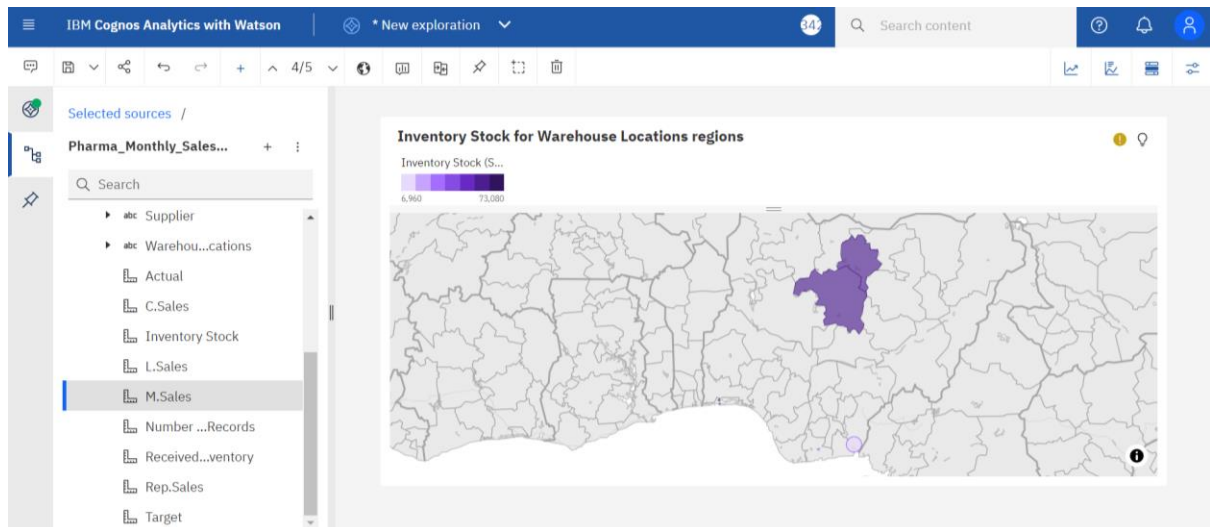 IBM Cognos Analytics with Watson
* New exploration
Search content
4/5
Selected sources /
Pharma_Monthly_Sales...
Search
abc Supplier
abc Warehou...cations
Actual
C.Sales
Inventory Stock
L.Sales
M.Sales
Number ...Records
Received...ventory
Rep.Sales
Target
Inventory Stock for Warehouse Locations regions
Inventory Stock (S...
6,960 73,080